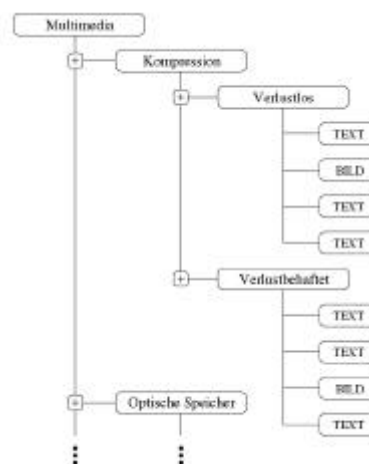 Multimedia
Kompression
Verlustlos
TEXT
BILD
TEXT
TEXT
Verlustbehaftet
TEXT
TEXT
BILD
TEXT
Optische Speicher